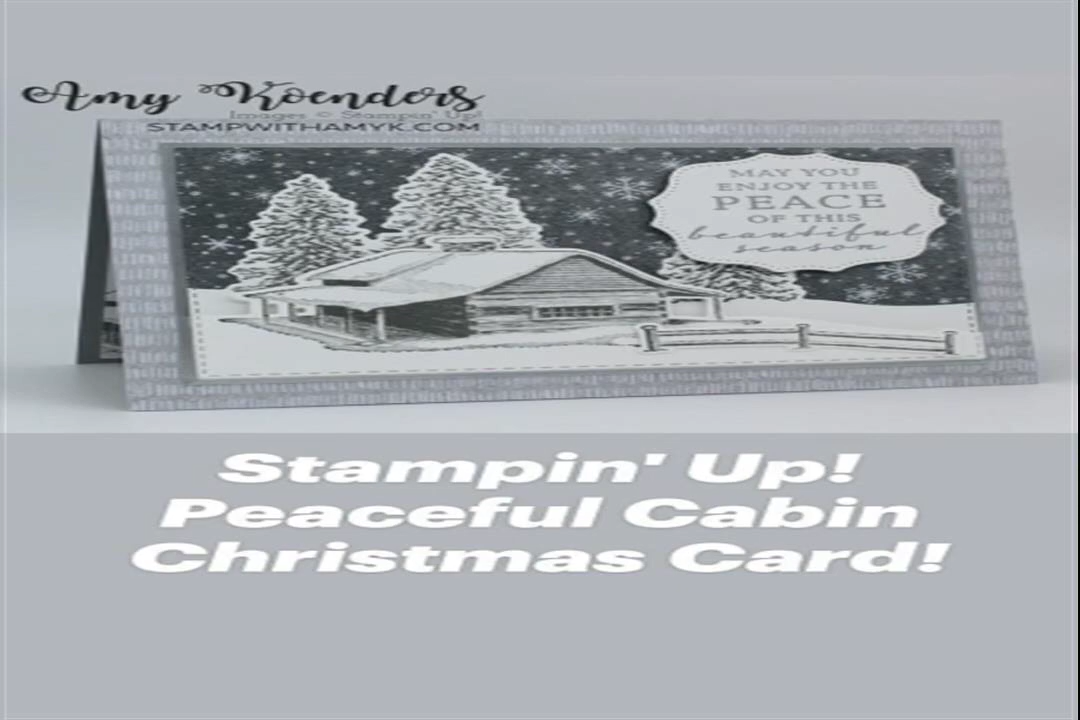 Amy Koenders
Images © Stampin' Up!
STAMPWITHAMYK.COM
MAY YOU
ENJOY THE
PEACE
OF THIS
beautiful
season
Stampin' Up!
Peaceful Cabin
Christmas Card!